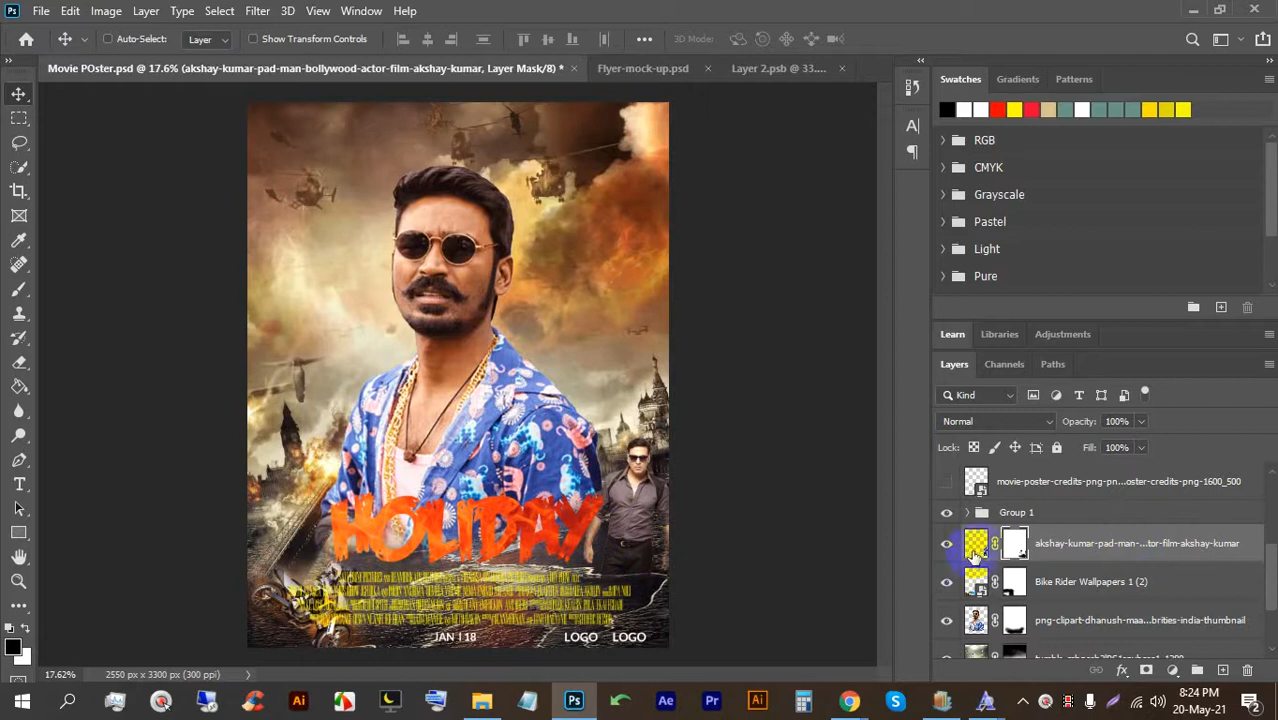 Ps File Edit Image Layer Type Select Filter 3D View Window Help
Auto-Select: Layer Show Transform Controls ••• 3D Mode:
Movie POster.psd @ 17.6% (akshay-kumar-pad-man-bollywood-actor-film-akshay-kumar, Layer Mask/8) * × Flyer-mock-up.psd × Layer 2.psb @ 33.... ×
Swatches Gradients Patterns
RGB
CMYK
Grayscale
Pastel
Light
Pure
Learn Libraries Adjustments
Layers Channels Paths
Kind
Normal Opacity: 100%
Lock: Fill: 100%
movie-poster-credits-png-pn...oster-credits-png-1600_500
Group 1
akshay-kumar-pad-man-...tor-film-akshay-kumar
Bike Rider Wallpapers 1 (2)
png-clipart-dhanush-maa...brities-india-thumbnail
HOLIDAY
JAN I 18 LOGO LOGO
17.62% 2550 px x 3300 px (300 ppi)
8:24 PM
20-May-21
2